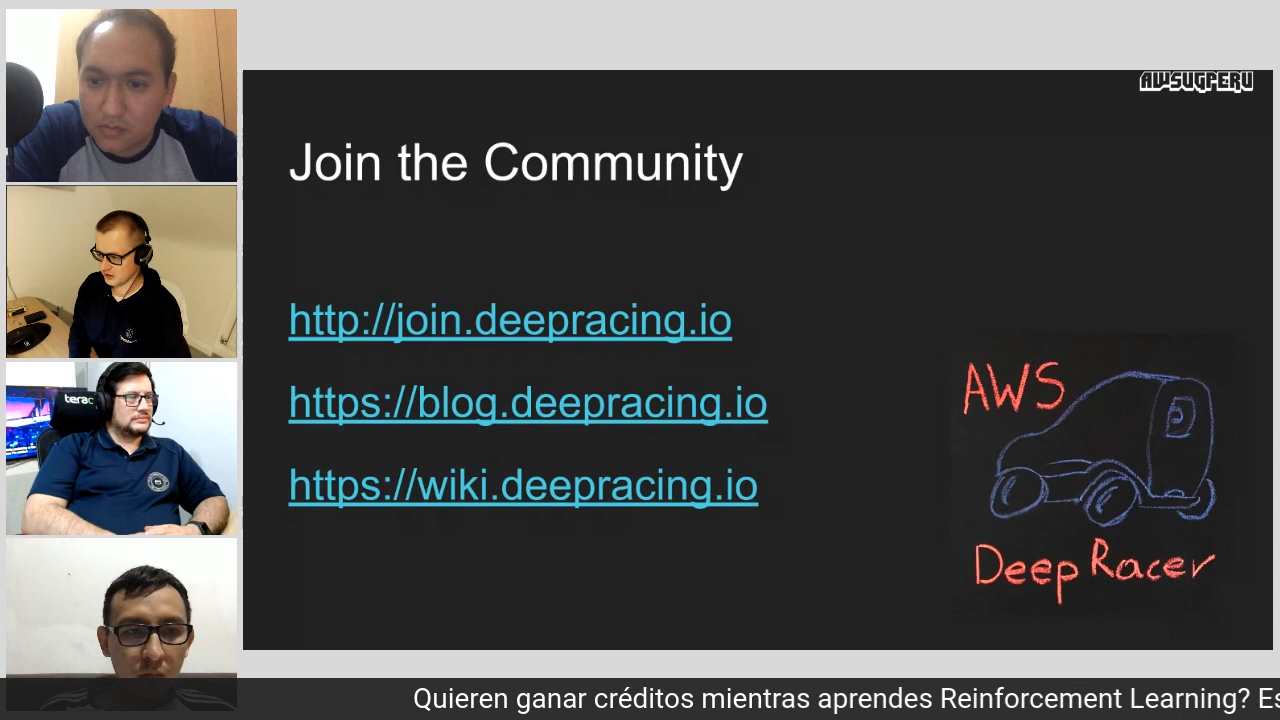 AWSUGPERU
Join the Community
http://join.deepracing.io
https://blog.deepracing.io
https://wiki.deepracing.io
AWS
Deep Racer
terac
Quieren ganar créditos mientras aprendes Reinforcement Learning? Es